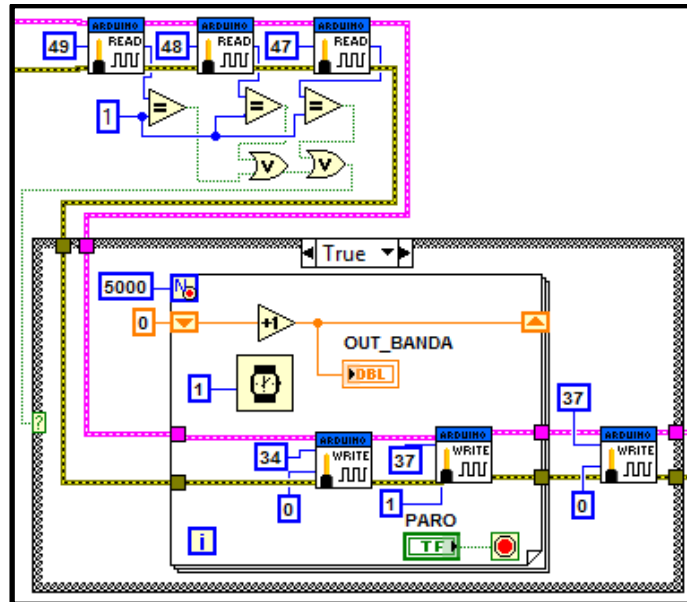 ARDUINO ARDUINO ARDUINO
49 READ 48 READ 47 READ
1 = = =
V V
True
5000 N
0 +1
OUT_BANDA
DBL
1
37
ARDUINO ARDUINO ARDUINO
34 WRITE 37 WRITE WRITE
0 1 0
PARO
? TF
i